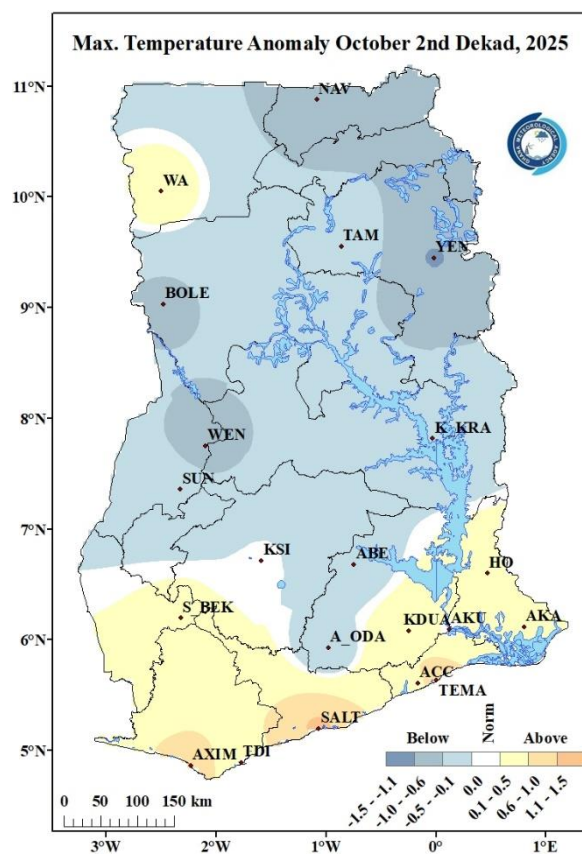 Max. Temperature Anomaly October 2nd Dekad, 2025
11°N
NAV
10°N
WA
TAM
YEN
9°N
BOLE
8°N
WEN
K_KRA
SUN
7°N
KSI
ABE
HO
6°N
S_BEK
KDUA
AKU
AKA
A_ODA
ACC
TEMA
5°N
SALT
AXIM
TDI
Below
Norm
Above
-1.5 - -1.1
-1.0 - -0.6
-0.5 - -0.1
0.0
0.1 - 0.5
0.6 - 1.0
1.1 - 1.5
0 50 100 150 km
3°W 2°W 1°W 0° 1°E